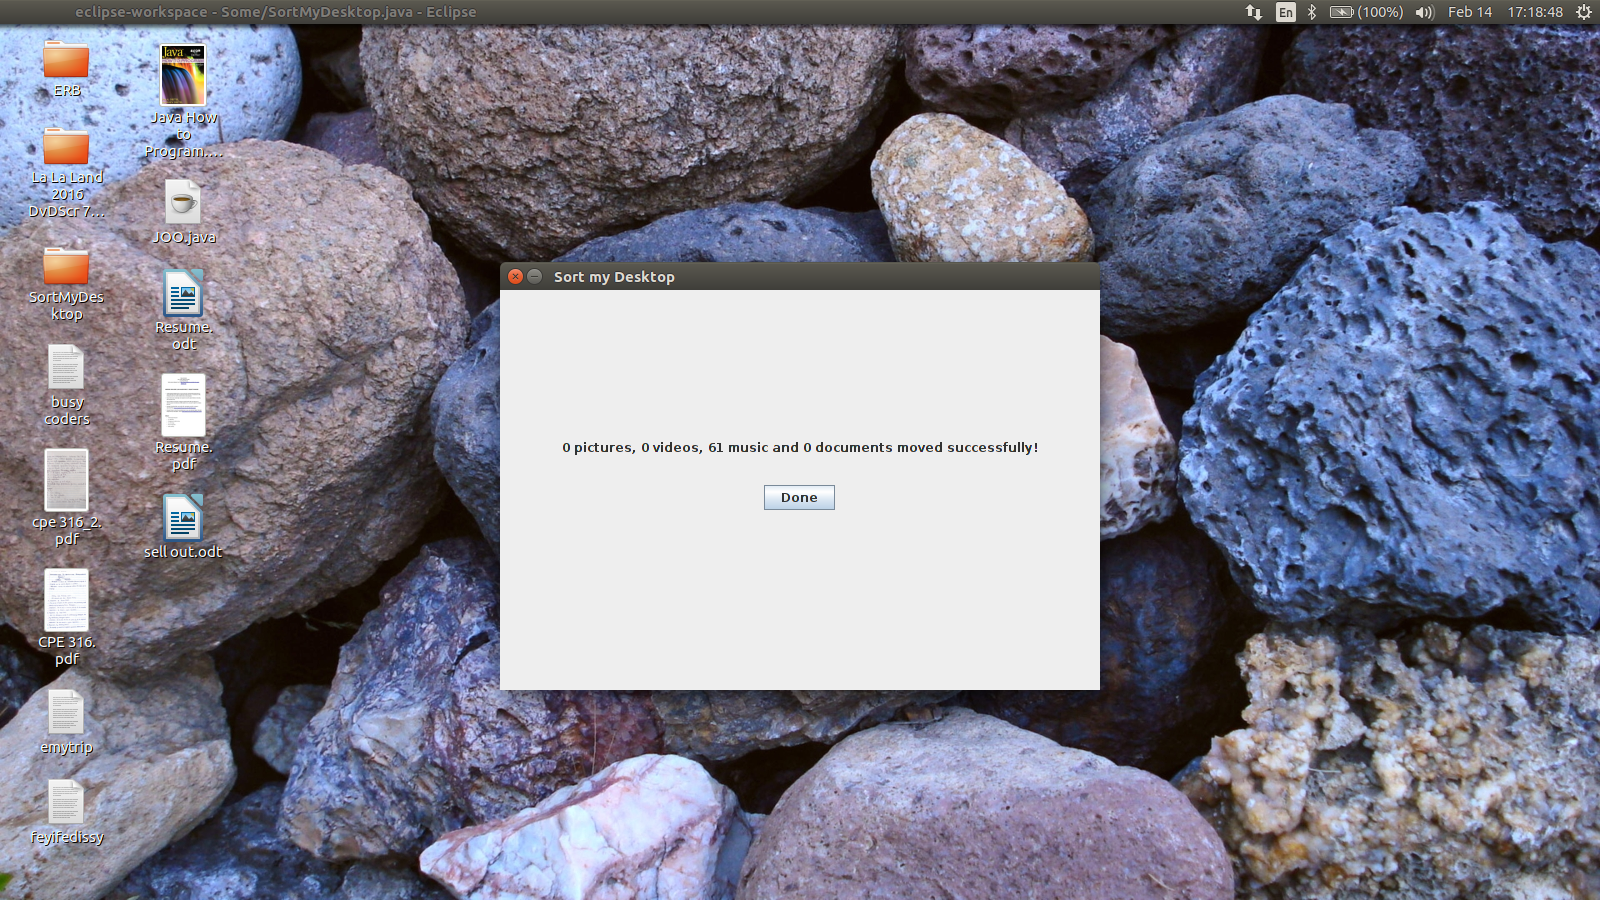 eclipse-workspace - Some/SortMyDesktop.java - Eclipse
En
(100%)
Feb 14
17:18:48
ERB
La La Land
2016
DvDScr 7...
SortMyDes
ktop
busy
coders
cpe 316_2.
pdf
CPE 316.
pdf
emytrip
feyifedissy
Java
Java How
to
Program....
JOO.java
Resume.
odt
Resume.
pdf
sell out.odt
Sort my Desktop
0 pictures, 0 videos, 61 music and 0 documents moved successfully!
Done